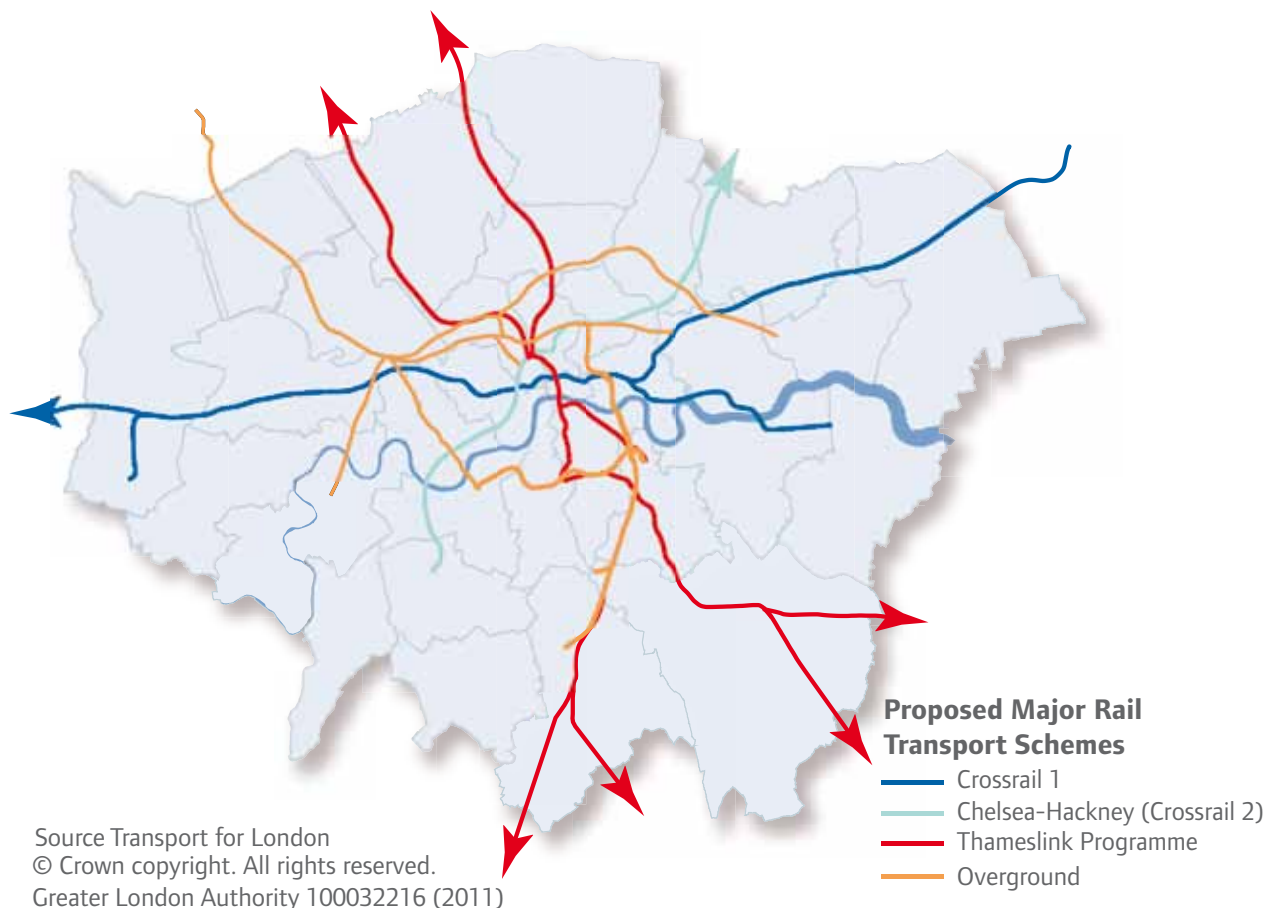 Proposed Major Rail
Transport Schemes
Crossrail 1
Chelsea-Hackney (Crossrail 2)
Thameslink Programme
Overground
Source Transport for London
© Crown copyright. All rights reserved.
Greater London Authority 100032216 (2011)